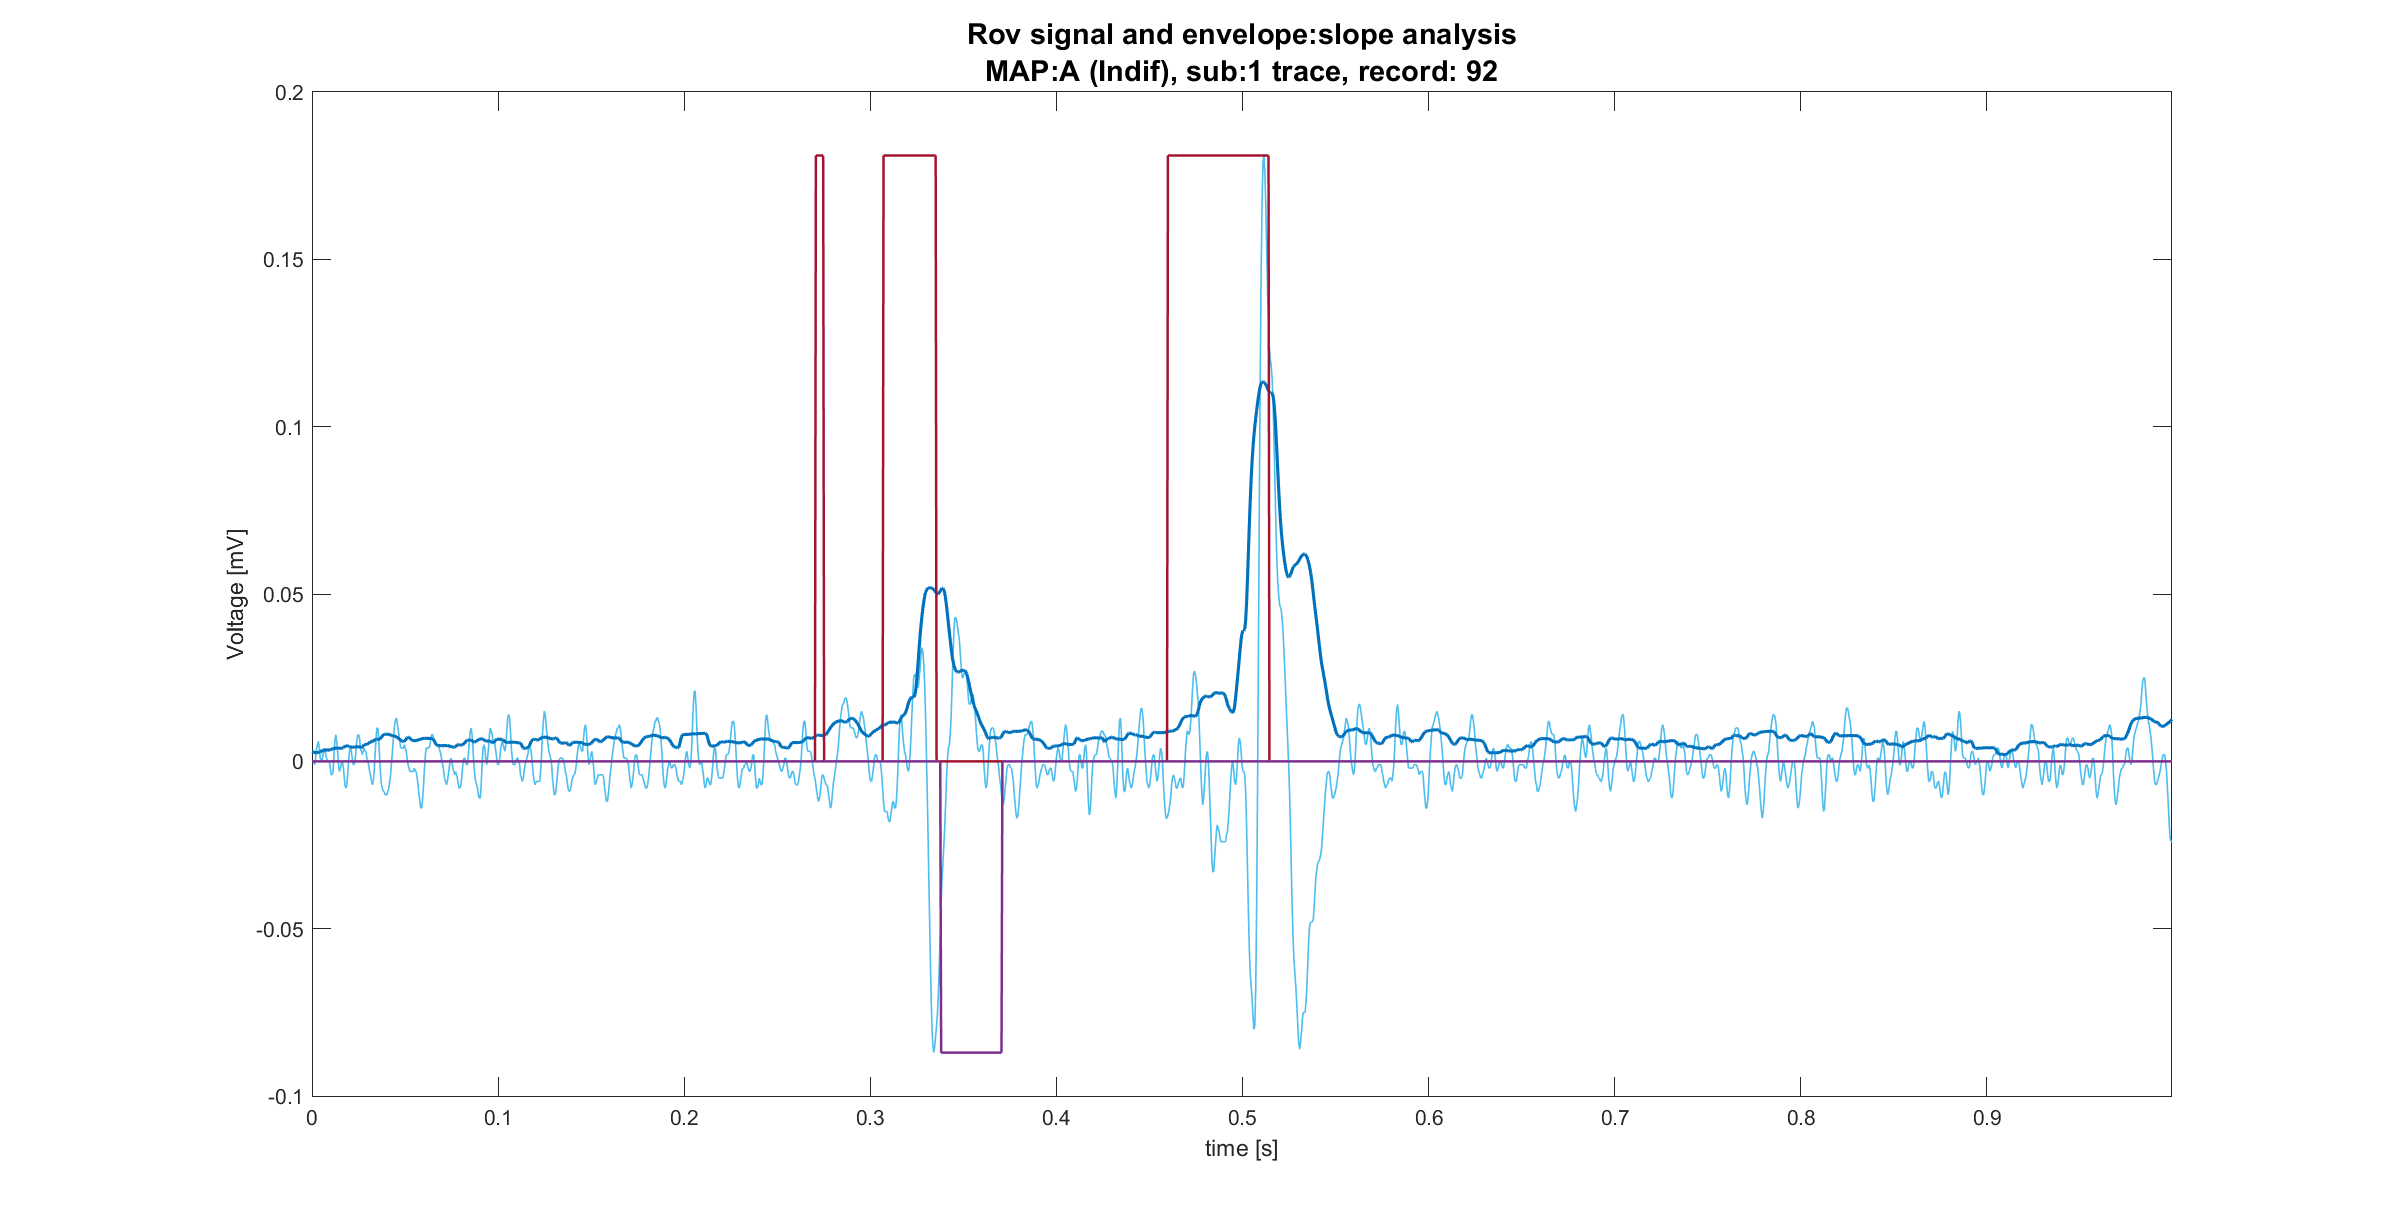 Rov signal and envelope:slope analysis
MAP:A (Indif), sub:1 trace, record: 92
0.2
0.15
0.1
0.05
0
-0.05
-0.1
Voltage [mV]
0 0.1 0.2 0.3 0.4 0.5 0.6 0.7 0.8 0.9
time [s]